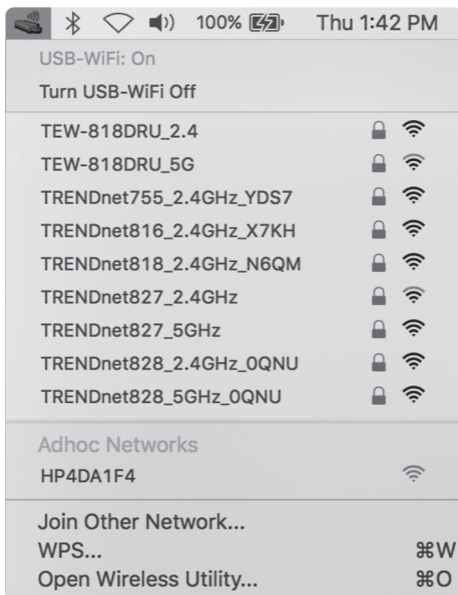 100% Thu 1:42 PM
USB-WiFi: On
Turn USB-WiFi Off
TEW-818DRU_2.4
TEW-818DRU_5G
TRENDnet755_2.4GHz_YDS7
TRENDnet816_2.4GHz_X7KH
TRENDnet818_2.4GHz_N6QM
TRENDnet827_2.4GHz
TRENDnet827_5GHz
TRENDnet828_2.4GHz_0QNU
TRENDnet828_5GHz_0QNU
Adhoc Networks
HP4DA1F4
Join Other Network...
WPS... ⌘W
Open Wireless Utility... ⌘O